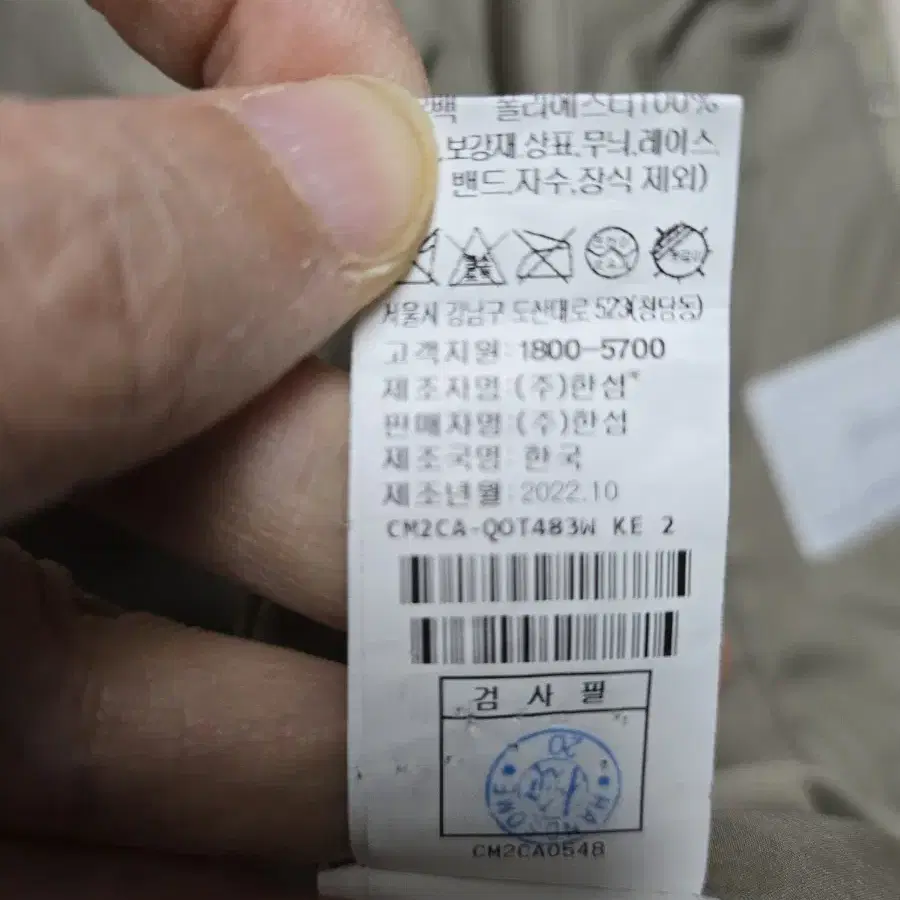 폴리에스터100%
보강재.상표.무늬.레이스
밴드.자수.장식 제외)
서울시 강남구 도산대로 523(청담동)
고객지원:1800-5700
제조자명:(주)한섬
판매자명:(주)한섬
제조국명: 한국
제조년월:2022.10
CM2CA-QOT483W KE 2
검 사 필
20
CM2CA0548